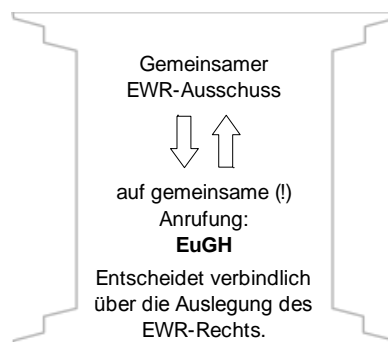 Gemeinsamer
EWR-Ausschuss
auf gemeinsame (!)
Anrufung:
EuGH
Entscheidet verbindlich
über die Auslegung des
EWR-Rechts.